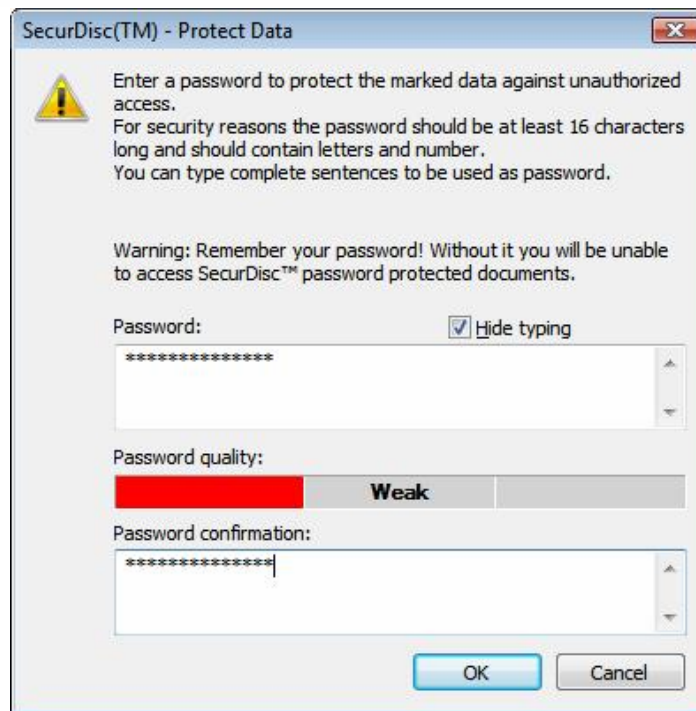 SecurDisc(TM) - Protect Data
Enter a password to protect the marked data against unauthorized
access.
For security reasons the password should be at least 16 characters
long and should contain letters and number.
You can type complete sentences to be used as password.
Warning: Remember your password! Without it you will be unable
to access SecurDisc™ password protected documents.
Password: Hide typing
**************
Password quality:
Weak
Password confirmation:
**************
OK Cancel